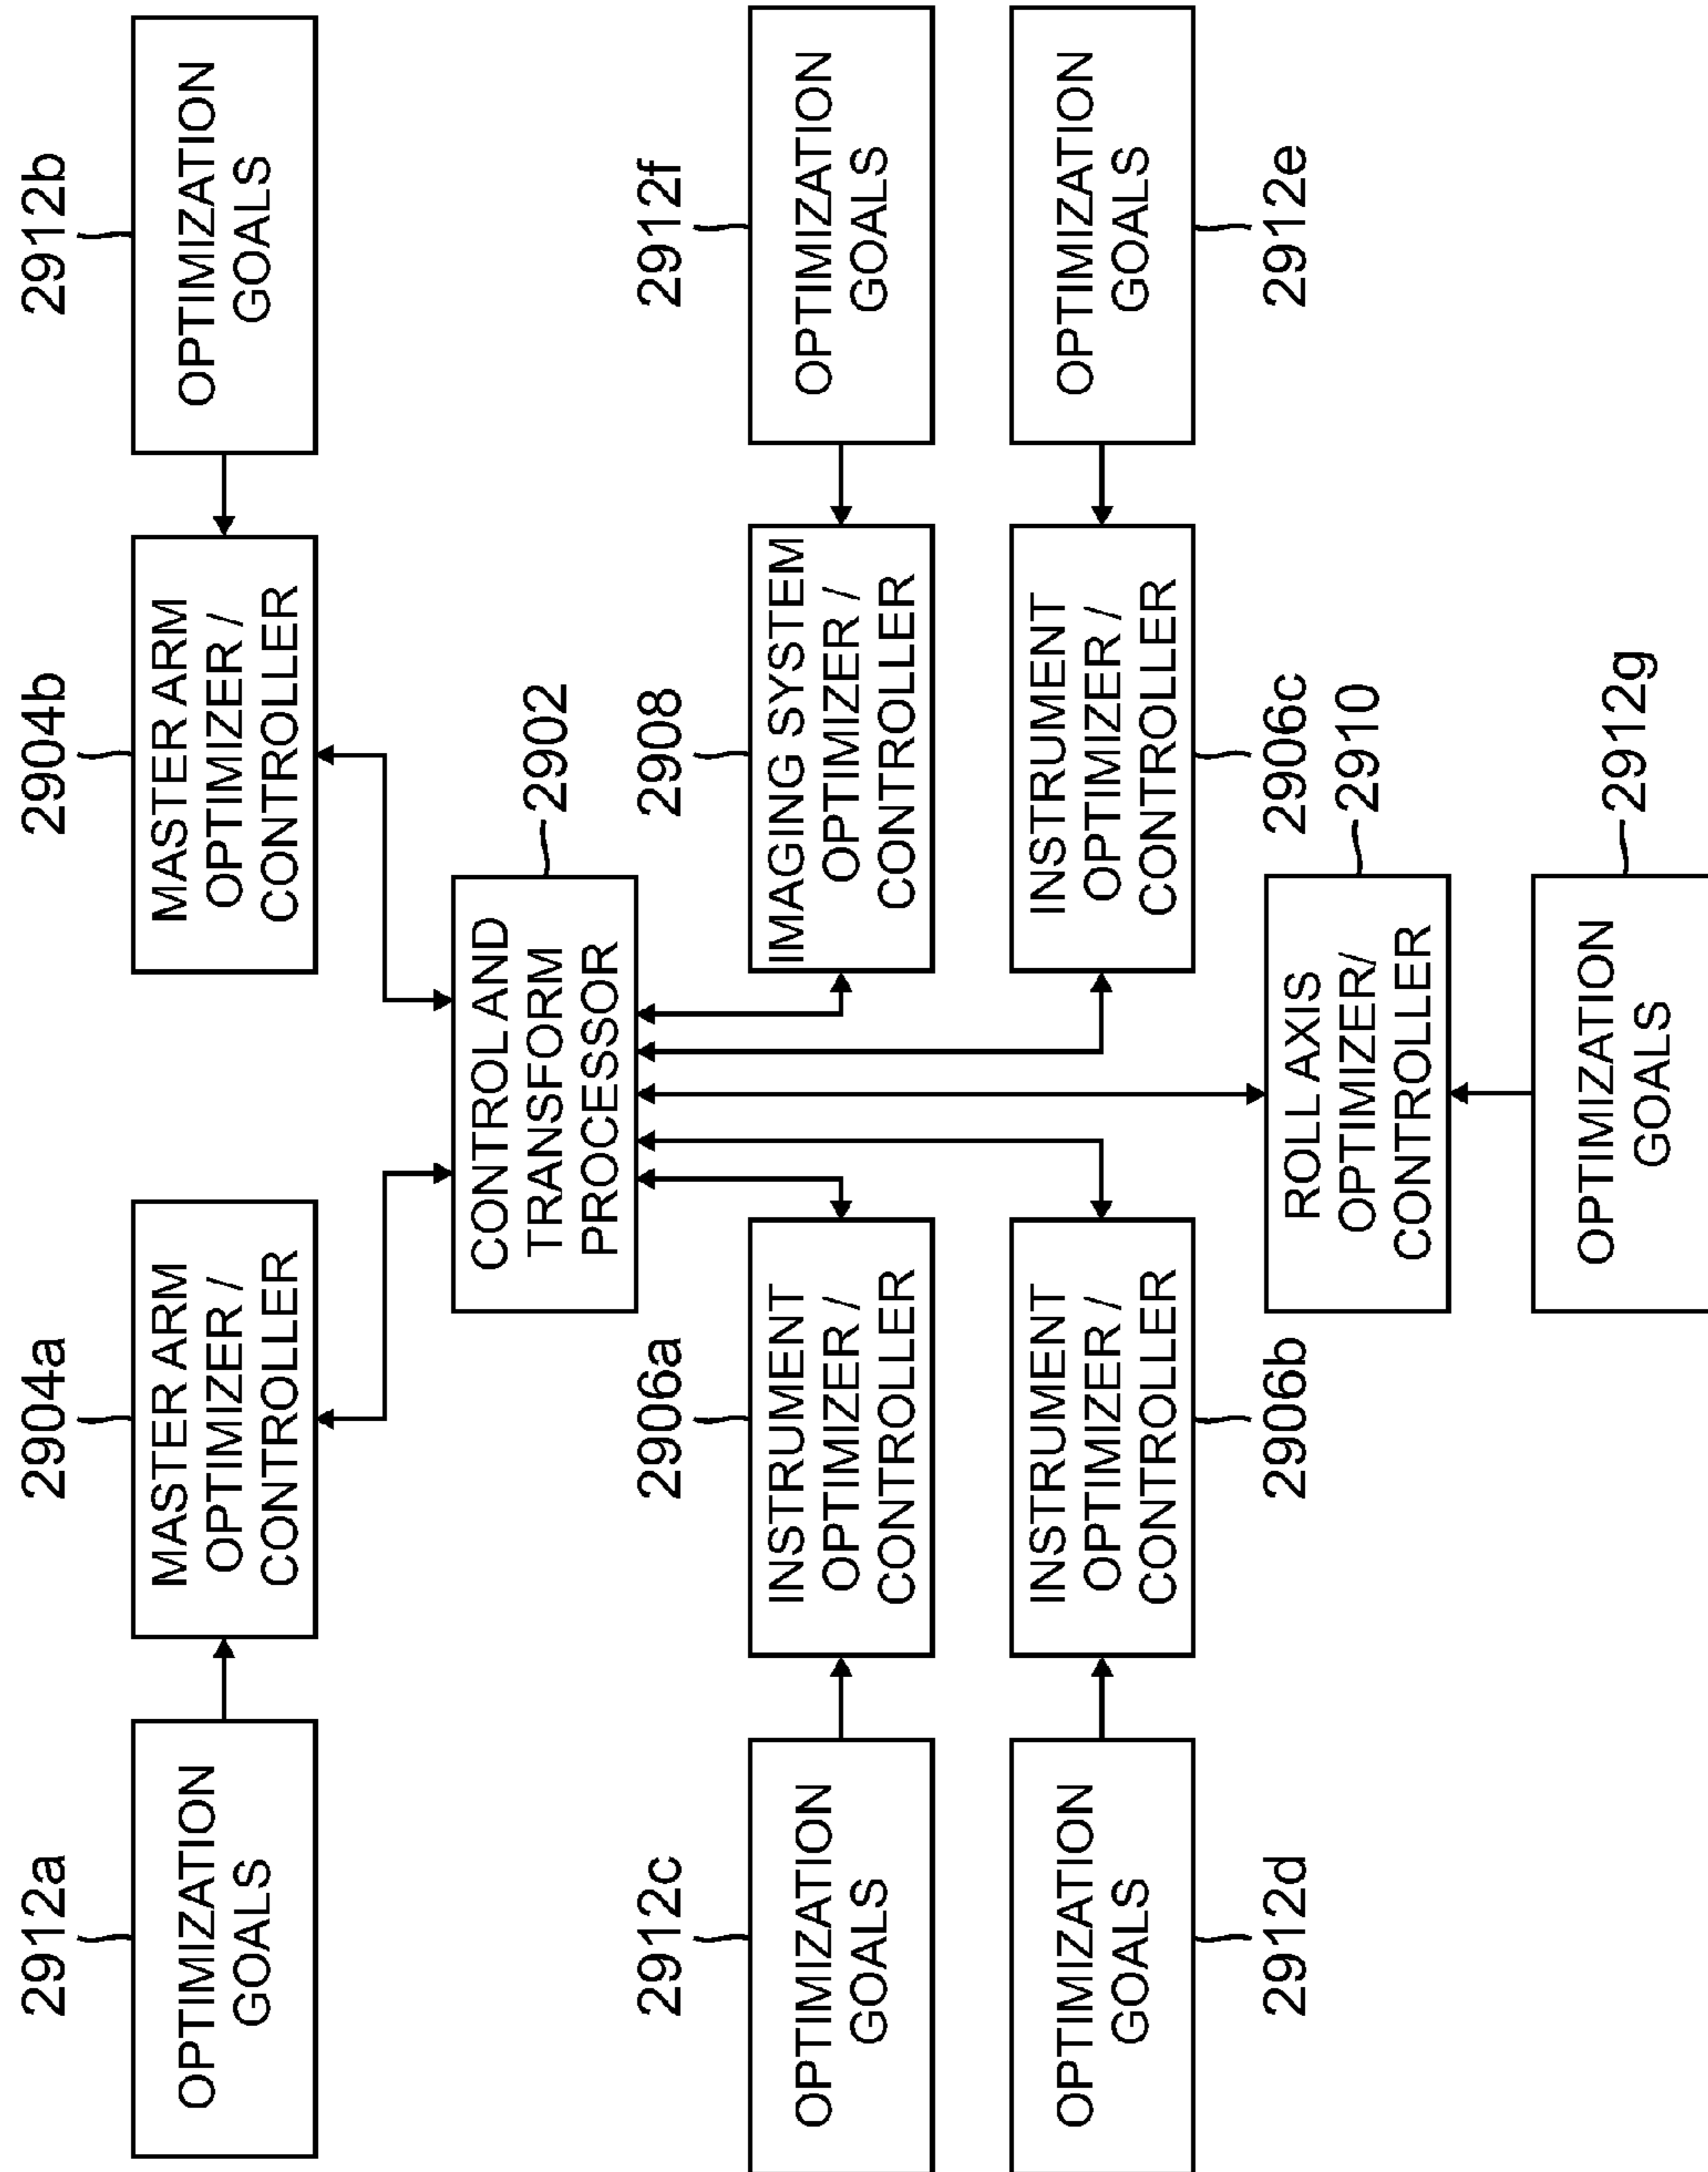 2912a
OPTIMIZATION
GOALS
2904a
MASTER ARM
OPTIMIZER /
CONTROLLER
2904b
MASTER ARM
OPTIMIZER /
CONTROLLER
2912b
OPTIMIZATION
GOALS
2902
CONTROL AND
TRANSFORM
PROCESSOR
2912c
OPTIMIZATION
GOALS
2906a
INSTRUMENT
OPTIMIZER /
CONTROLLER
2908
IMAGING SYSTEM
OPTIMIZER /
CONTROLLER
2912f
OPTIMIZATION
GOALS
OPTIMIZATION
GOALS
2912d
INSTRUMENT
OPTIMIZER /
CONTROLLER
2906b
INSTRUMENT
OPTIMIZER /
CONTROLLER
2906c
OPTIMIZATION
GOALS
2912e
2910
ROLL AXIS
OPTIMIZER/
CONTROLLER
2912g
OPTIMIZATION
GOALS